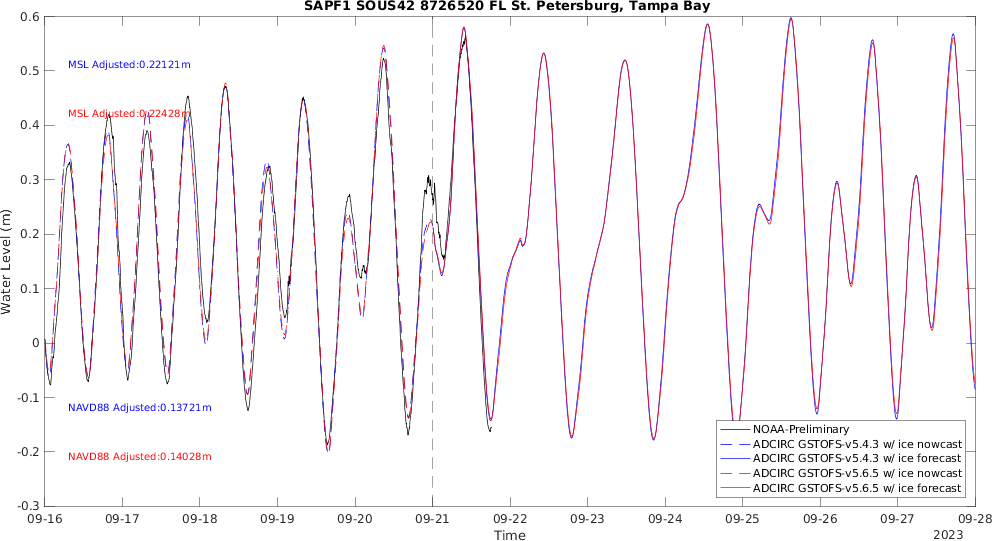 SAPF1 SOUS42 8726520 FL St. Petersburg, Tampa Bay
0.6
0.5
0.4
0.3
0.2
0.1
0
-0.1
-0.2
-0.3
Water Level (m)
MSL Adjusted:0.22121m
MSL Adjusted:0.22428m
NAVD88 Adjusted:0.13721m
NAVD88 Adjusted:0.14028m
NOAA-Preliminary
ADCIRC GSTOFS-v5.4.3 w/ ice nowcast
ADCIRC GSTOFS-v5.4.3 w/ ice forecast
ADCIRC GSTOFS-v5.6.5 w/ ice nowcast
ADCIRC GSTOFS-v5.6.5 w/ ice forecast
09-16 09-17 09-18 09-19 09-20 09-21 09-22 09-23 09-24 09-25 09-26 09-27 09-28
Time
2023